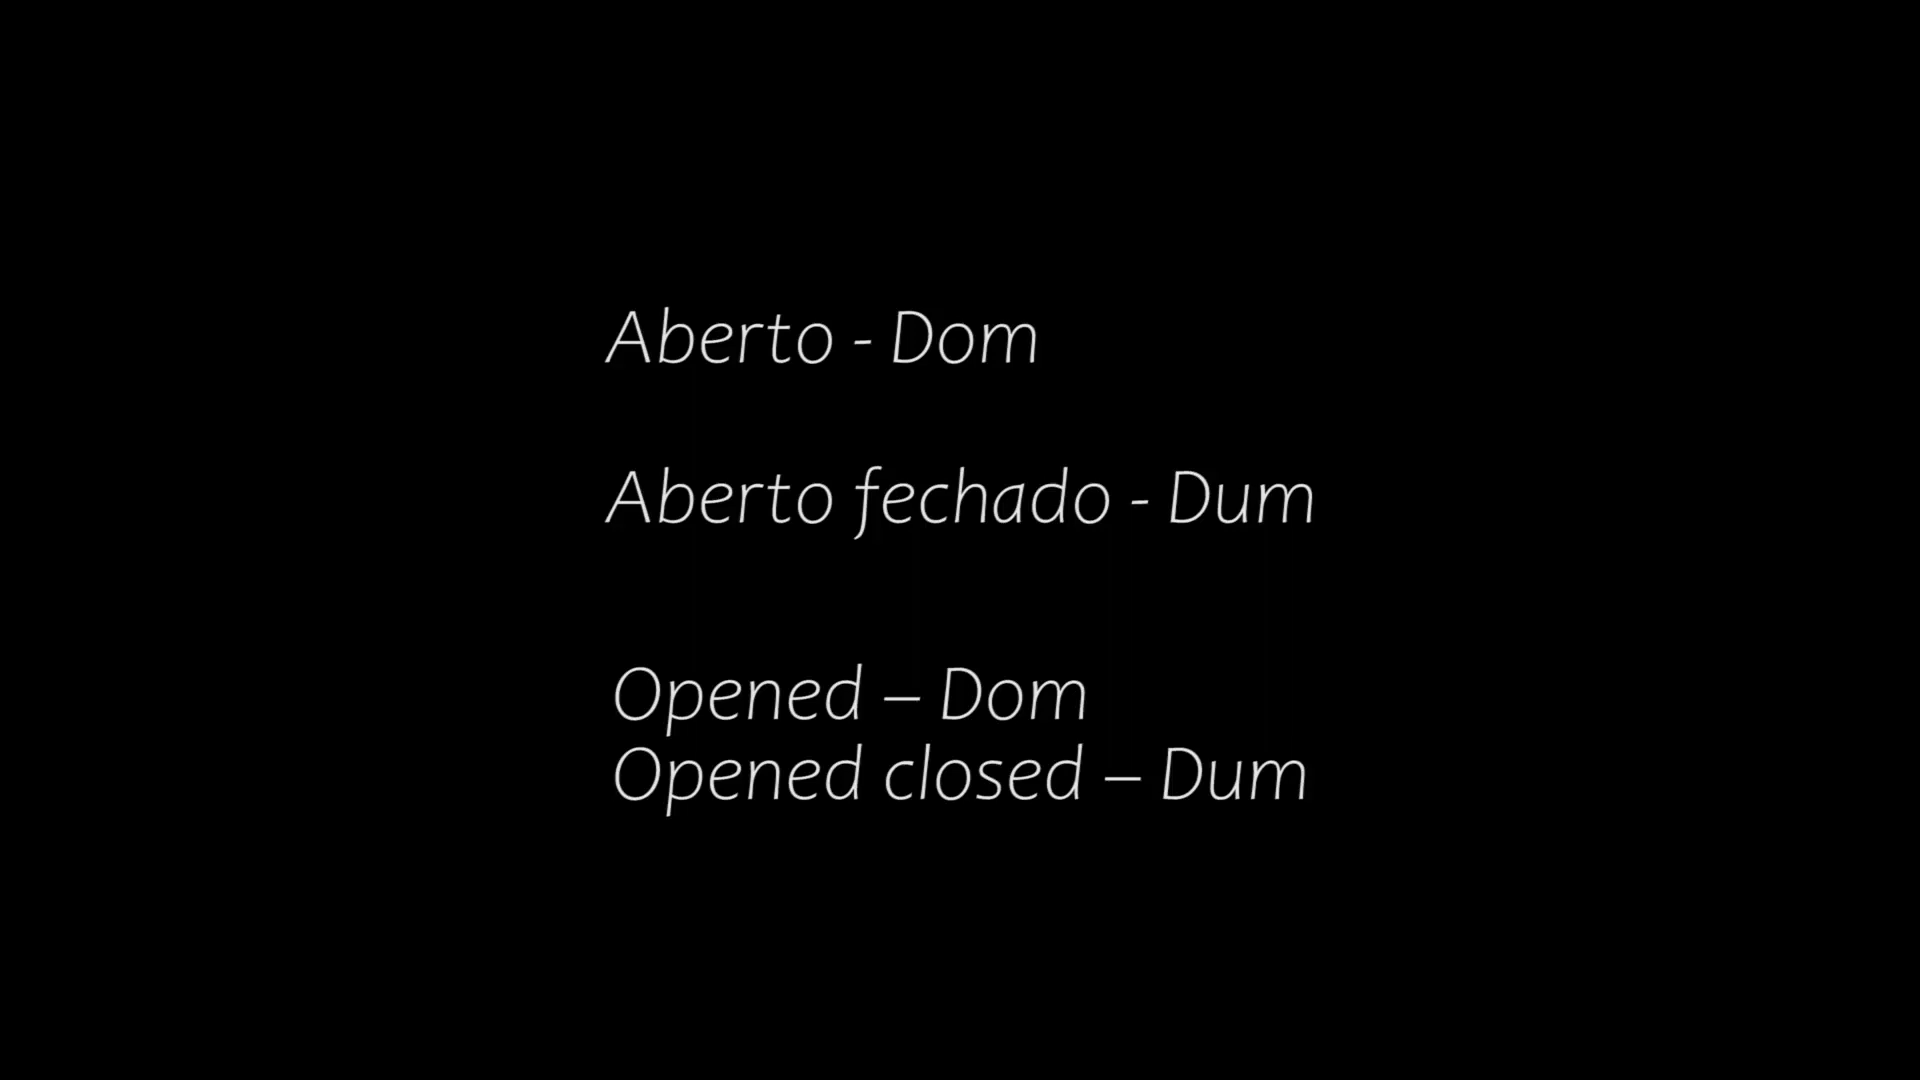 Aberto - Dom
Aberto fechado - Dum
Opened – Dom
Opened closed – Dum